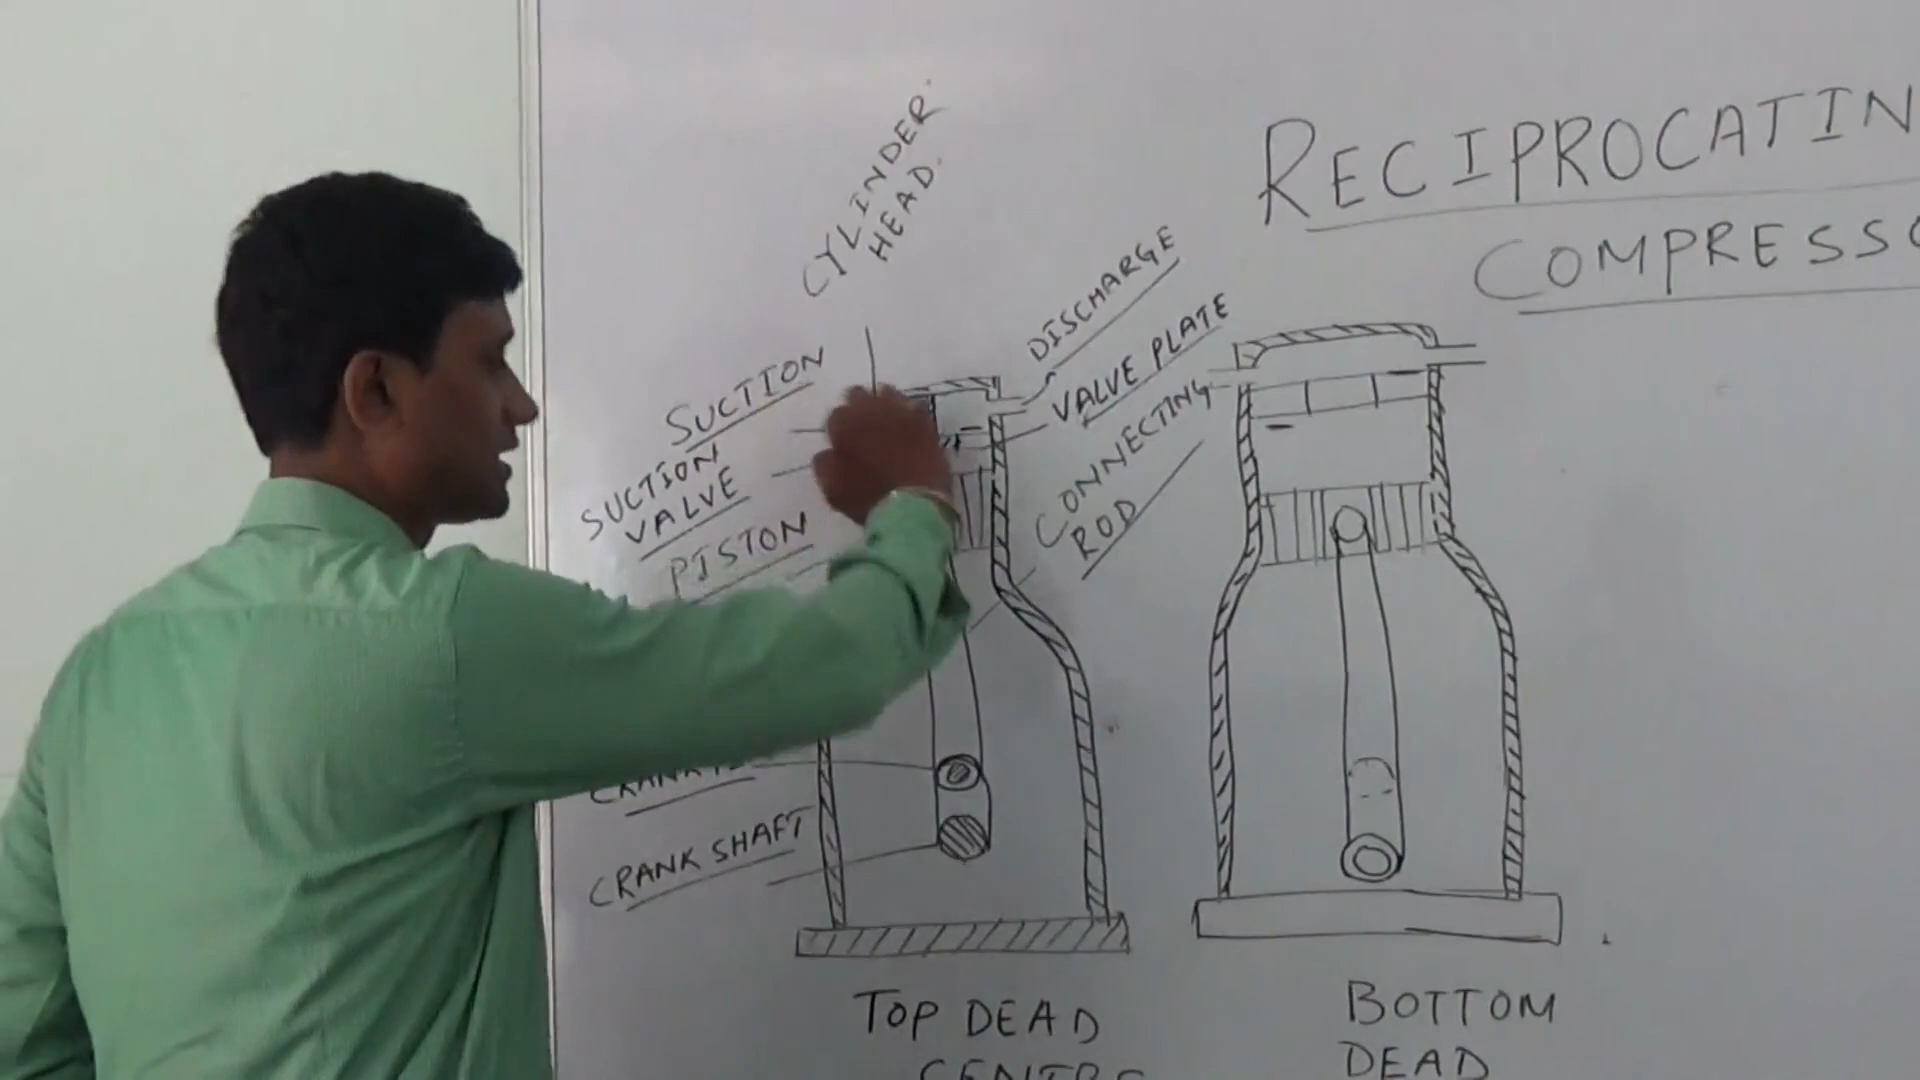 RECIPROCATIN
COMPRESSO
CYLINDER
HEAD.
DISCHARGE
VALVE PLATE
SUCTION
SUCTION
VALVE
CONNECTING
ROD
PISTON
CRANK SHAFT
TOP DEAD
CENTRE
BOTTOM
DEAD